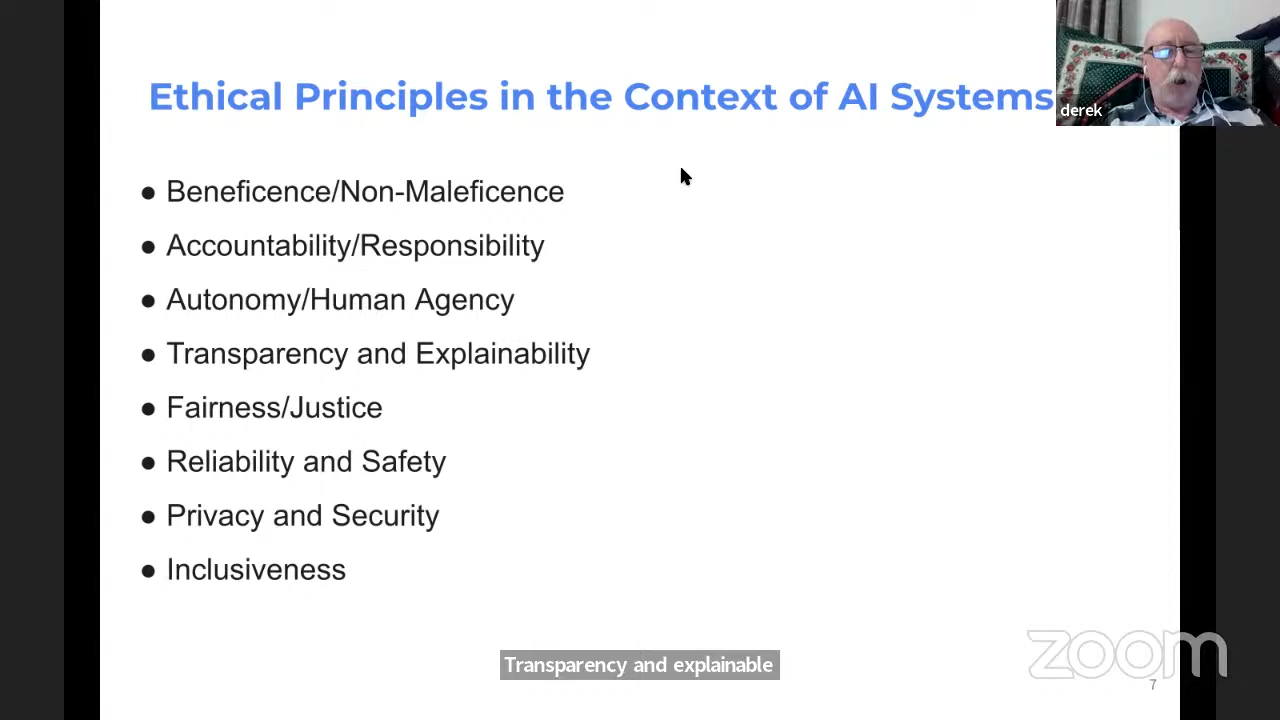 Ethical Principles in the Context of AI Systems
derek
● Beneficence/Non-Maleficence
● Accountability/Responsibility
● Autonomy/Human Agency
● Transparency and Explainability
● Fairness/Justice
● Reliability and Safety
● Privacy and Security
● Inclusiveness
Transparency and explainable
zoom
7